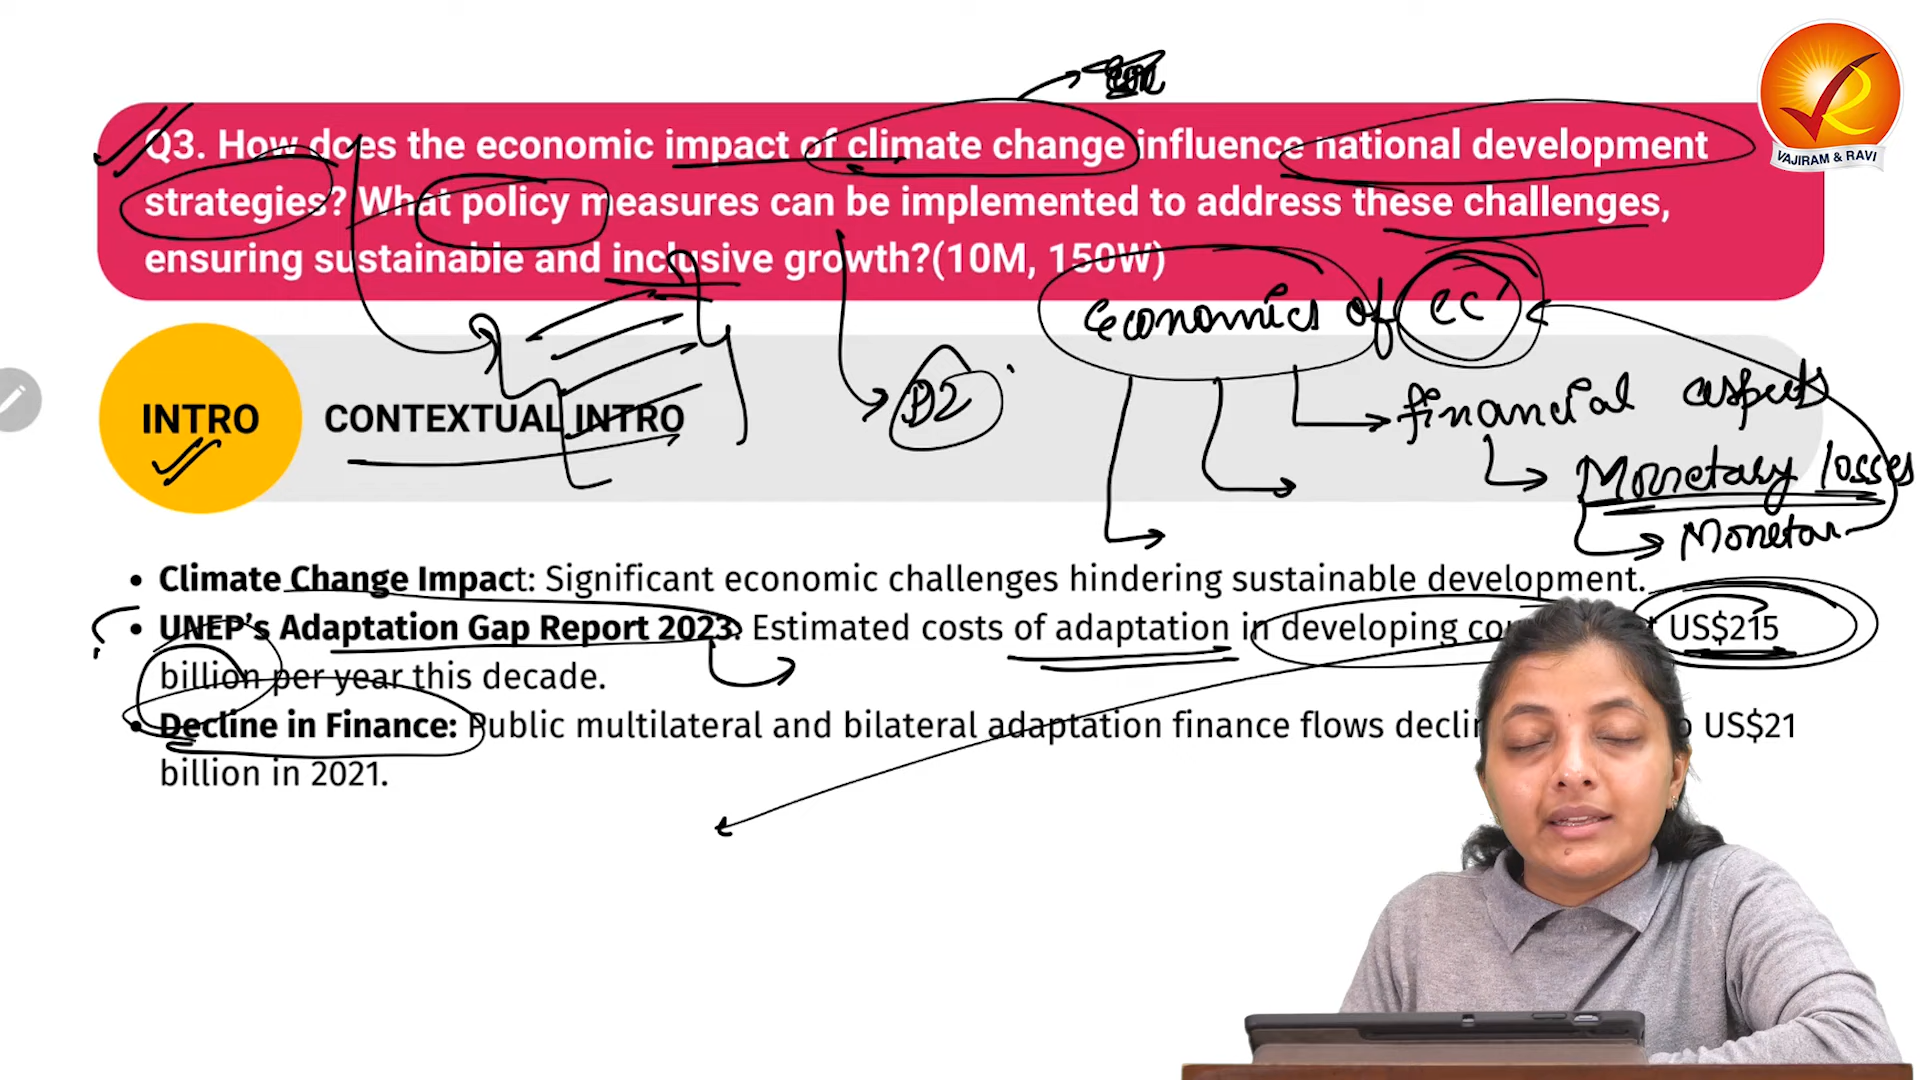 VAJIRAM & RAVI
Q3. How does the economic impact of climate change influence national development
strategies? What policy measures can be implemented to address these challenges,
ensuring sustainable and inclusive growth?(10M, 150W)
Economics of CC
INTRO
CONTEXTUAL INTRO
D2
financial aspects
Monetary losses
Monetar
• Climate Change Impact: Significant economic challenges hindering sustainable development.
• UNEP's Adaptation Gap Report 2023: Estimated costs of adaptation in developing US$215
billion per year this decade.
• Decline in Finance: Public multilateral and bilateral adaptation finance flows US$21
billion in 2021.